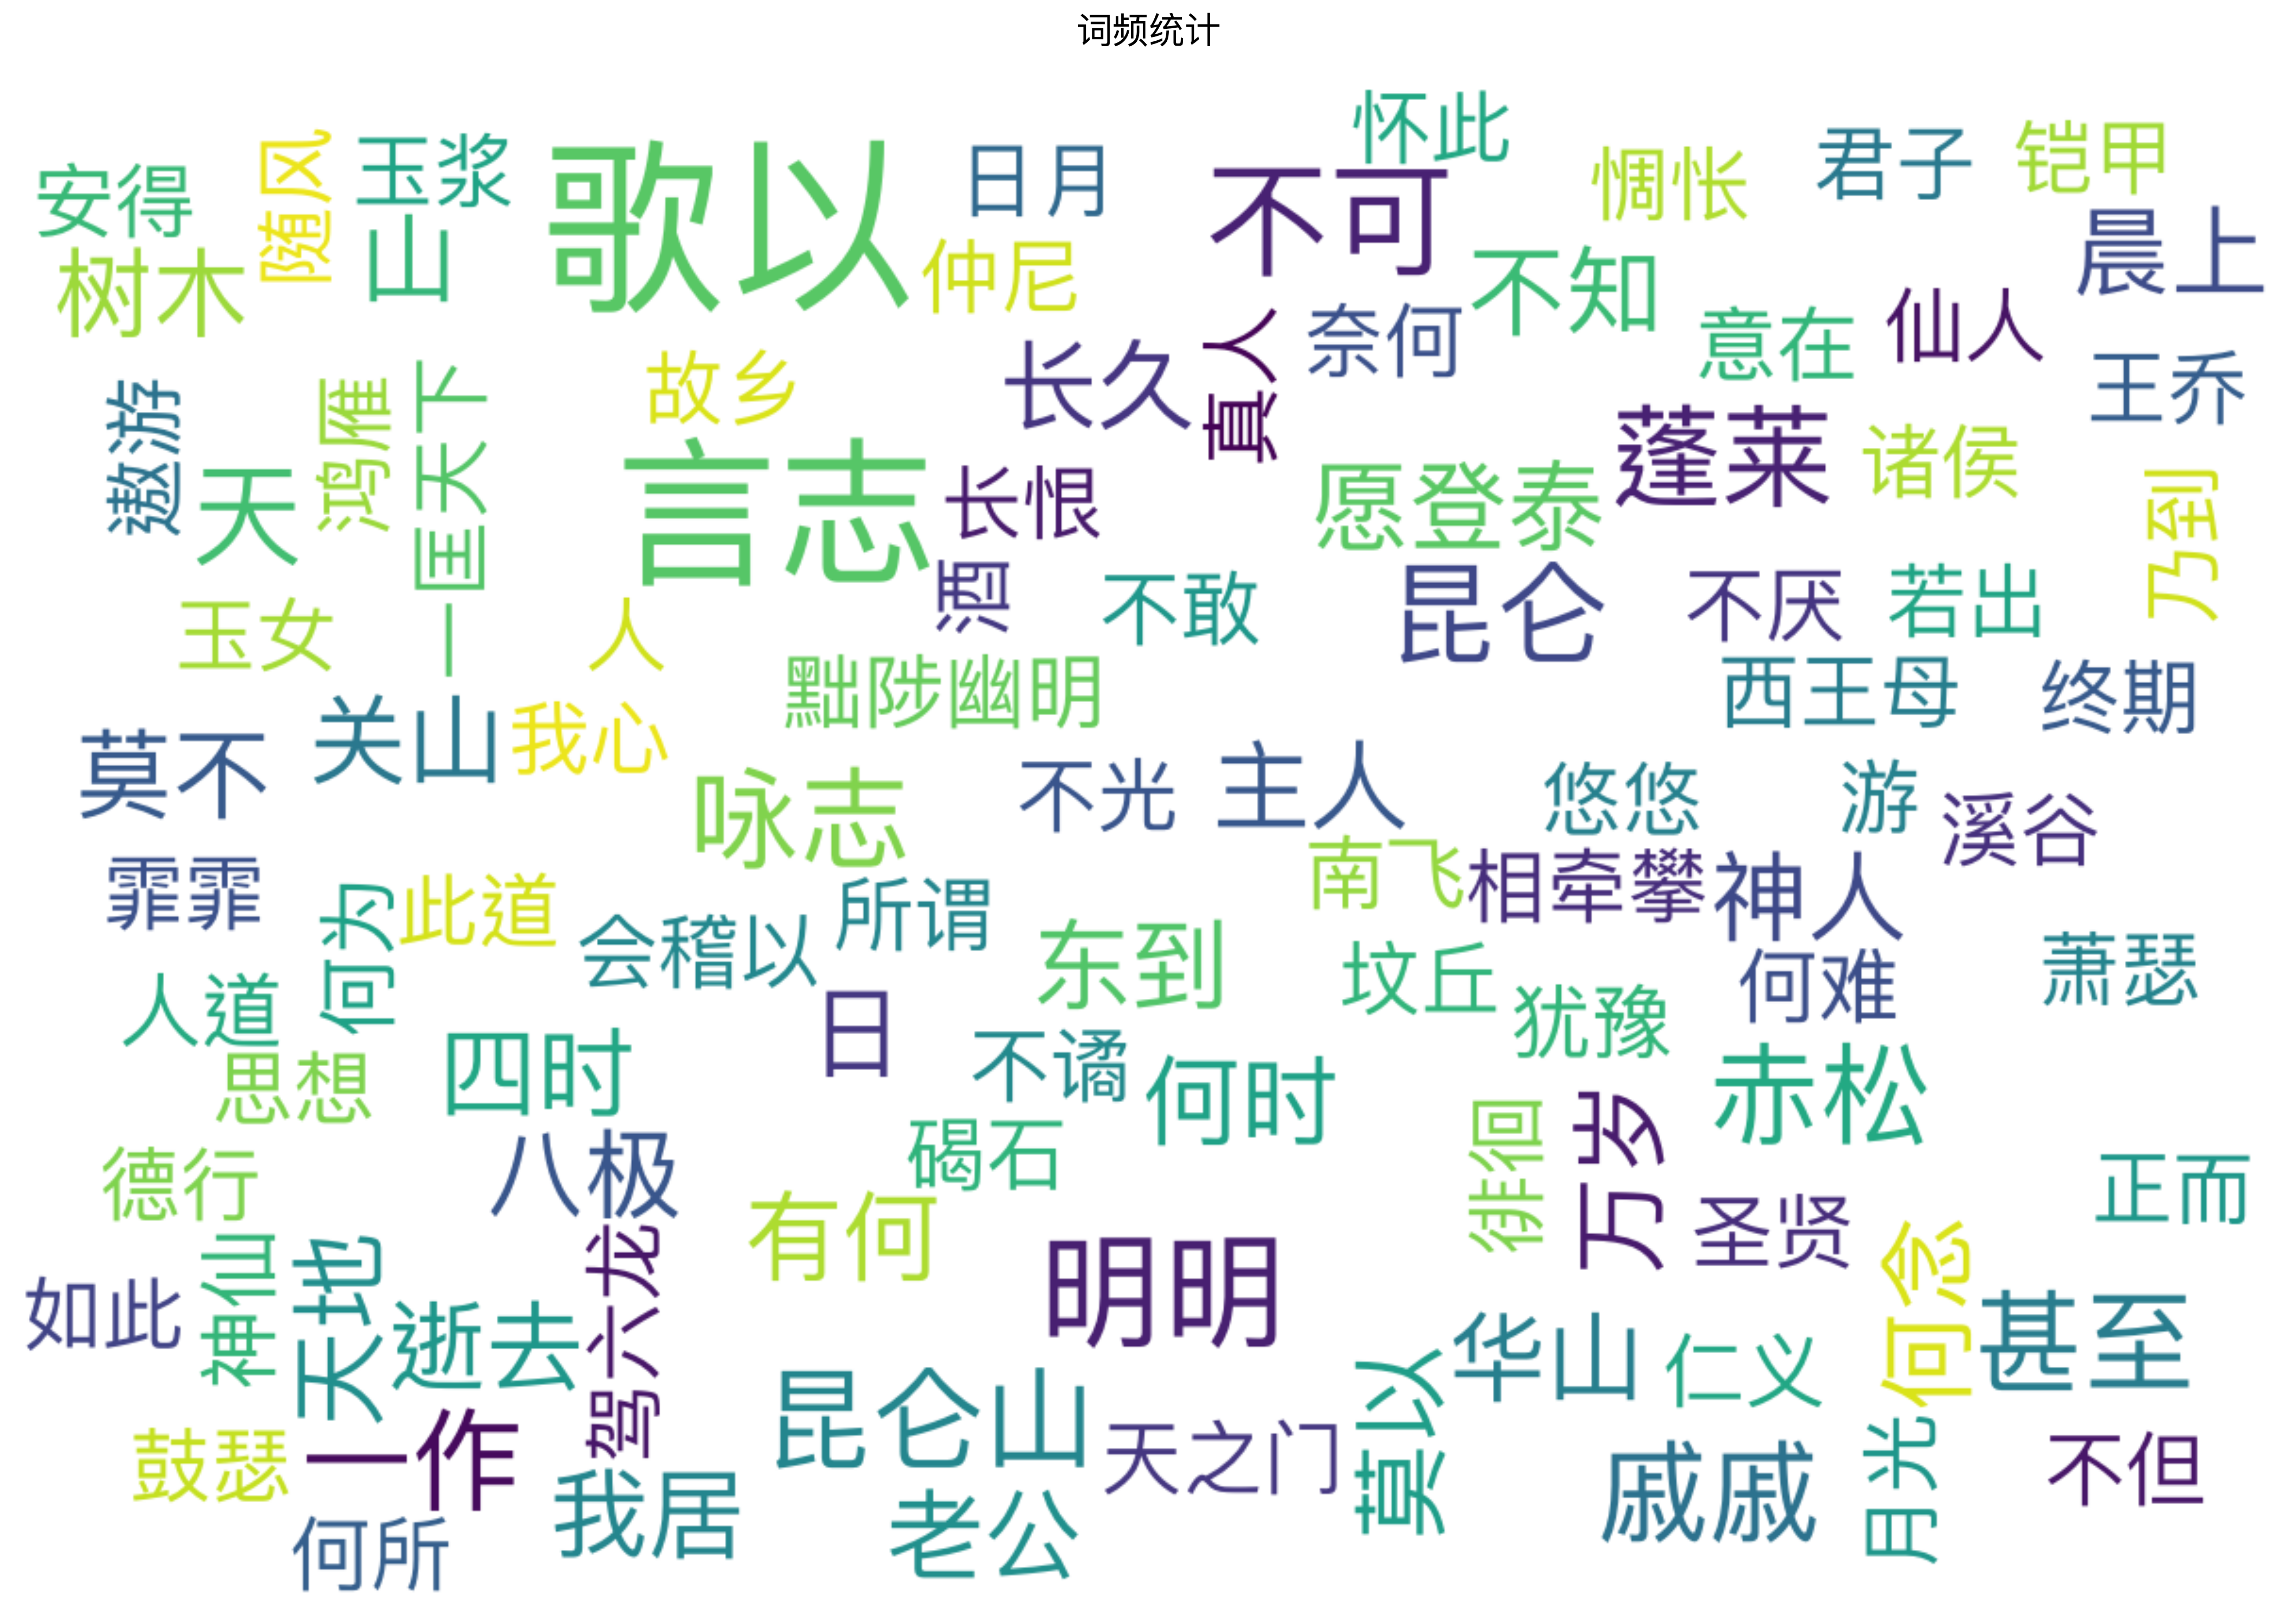 词频统计
怀此
安得
随风
玉浆
歌以
日月
不可
惆怅
君子
铠甲
树木
山
仲尼
不知
晨上
真人
奈何
意在
仙人
王乔
遨游
鸿雁
一匡天下
故乡
长久
蓬莱
诸侯
乃到
天
言志
长恨
愿登泰
酒
不敢
昆仑
不厌
若出
玉女
人
黜陟幽明
西王母
终期
莫不
关山
我心
咏志
不光
主人
悠悠
游
溪谷
霏霏
何为
此道
会稽以
所谓
南飞
相牵攀
神人
人道
东到
坟丘
何难
萧瑟
思想
四时
日
不谲
何时
犹豫
赤松
德行
八极
碣石
徘徊
万岁
正而
神仙
天地
驾六龙
有何
明明
圣贤
何忽
如此
逝去
华山
仁义
甚至
鼓瑟
一作
昆仑山
天之门
莫以
戚戚
月光
不但
何所
我居
老公